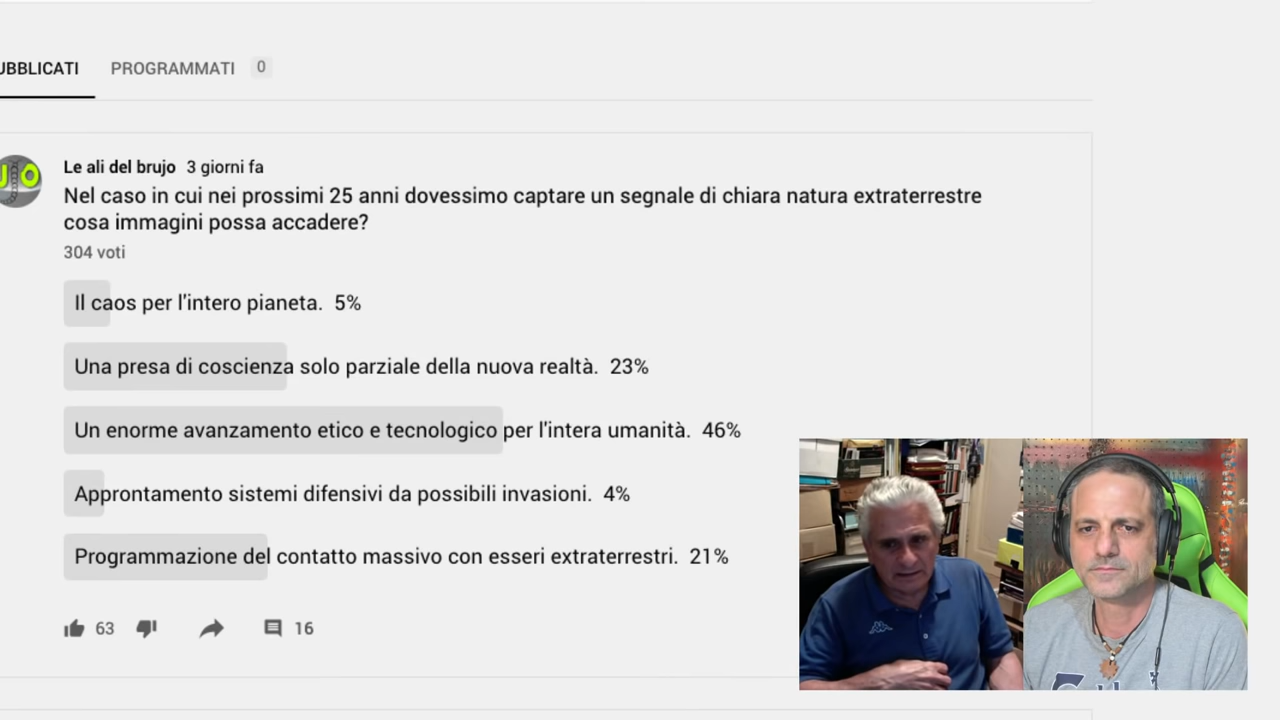 UBBLICATI PROGRAMMATI 0
UJO
Le ali del brujo 3 giorni fa
Nel caso in cui nei prossimi 25 anni dovessimo captare un segnale di chiara natura extraterrestre
cosa immagini possa accadere?
304 voti
Il caos per l'intero pianeta. 5%
Una presa di coscienza solo parziale della nuova realtà. 23%
Un enorme avanzamento etico e tecnologico per l'intera umanità. 46%
Approntamento sistemi difensivi da possibili invasioni. 4%
Programmazione del contatto massivo con esseri extraterrestri. 21%
63 16